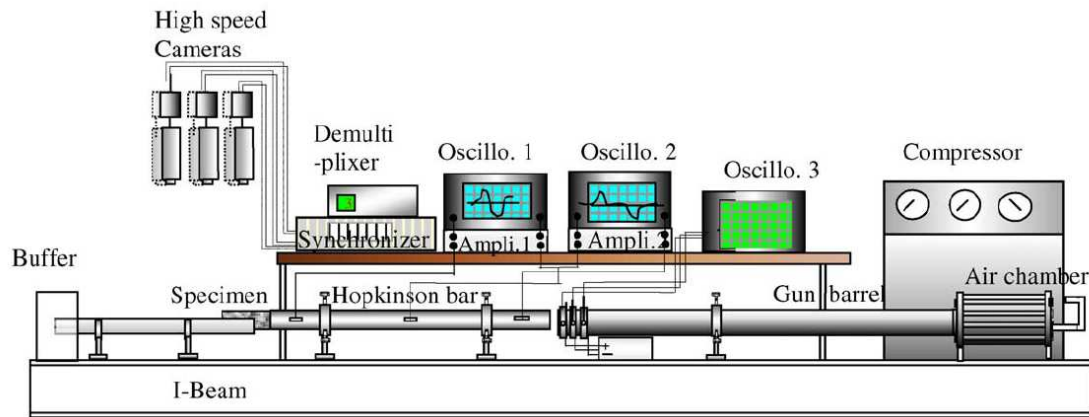 High speed
Cameras
Demulti
-plixer
Oscillo. 1
Oscillo. 2
Oscillo. 3
Compressor
Synchronizer
Ampli.1
Ampli.2
Buffer
Specimen
Hopkinson bar
Gun barrel
Air chamber
+
−
I-Beam